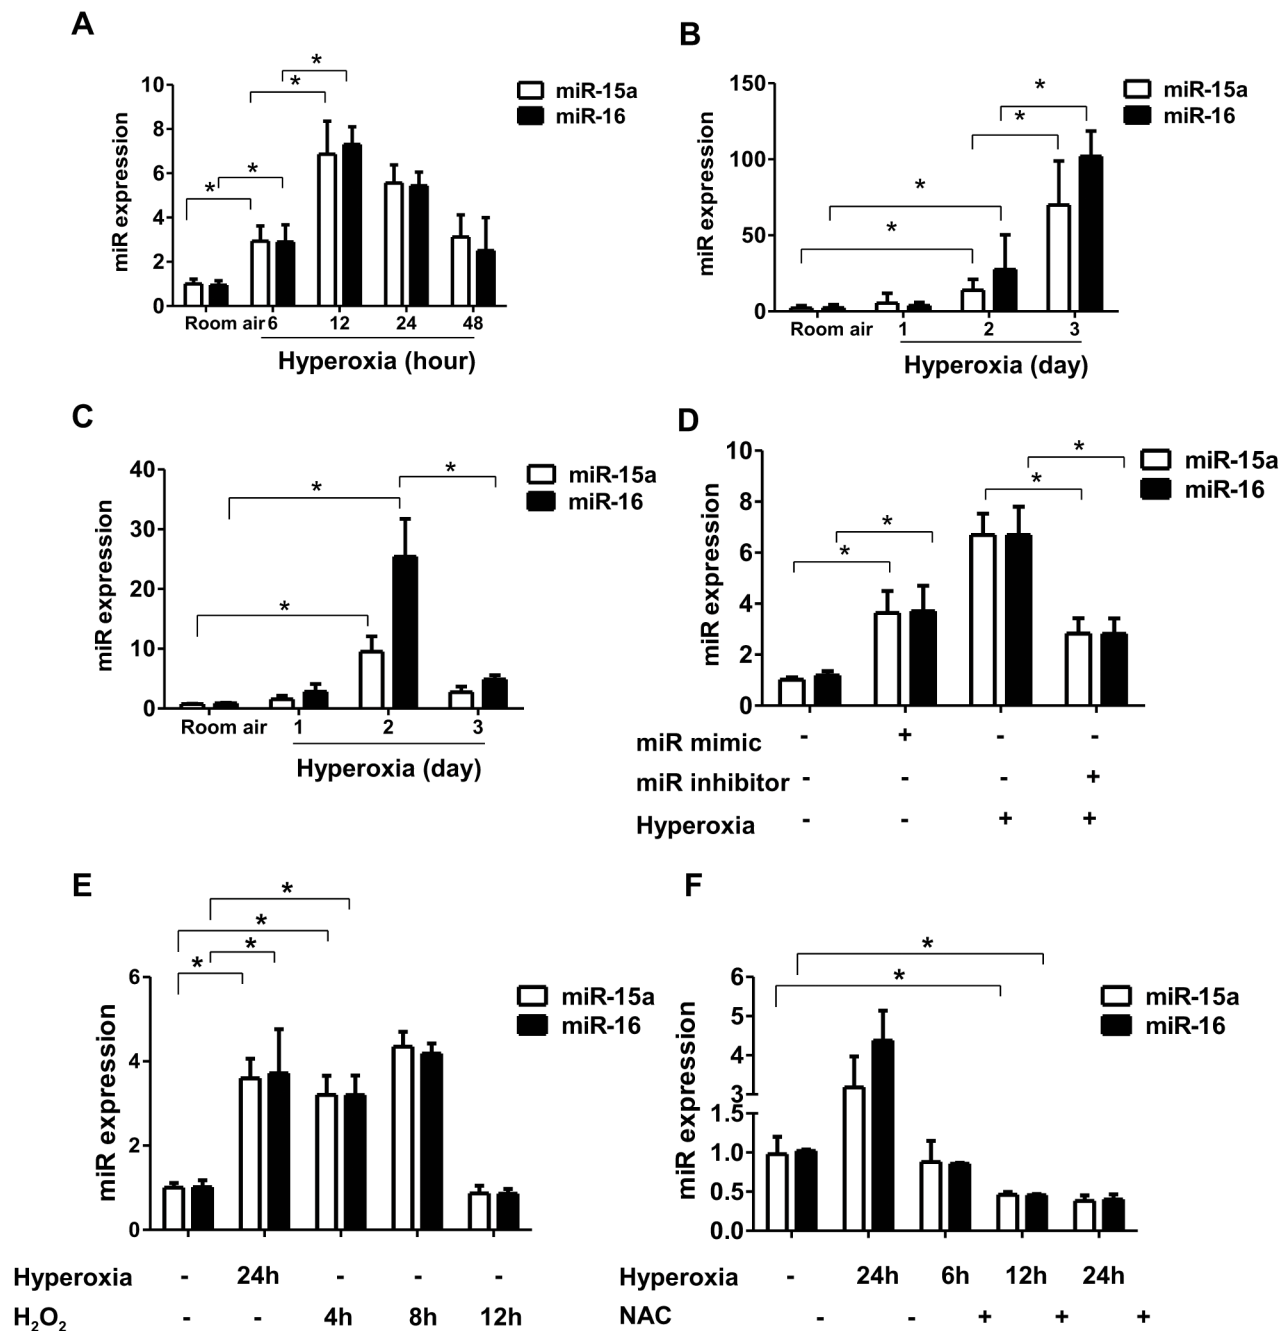 A
*
*
*
*
10
8
6
4
2
0
miR expression
miR-15a
miR-16
Room air 6 12 24 48
Hyperoxia (hour)
B
*
*
*
*
150
100
50
0
miR expression
miR-15a
miR-16
Room air 1 2 3
Hyperoxia (day)
C
*
*
*
40
30
20
10
0
miR expression
miR-15a
miR-16
Room air 1 2 3
Hyperoxia (day)
D
*
*
*
*
10
8
6
4
2
0
miR expression
miR-15a
miR-16
miR mimic - + - -
miR inhibitor - - - +
Hyperoxia - - + +
E
*
*
*
*
6
4
2
0
miR expression
miR-15a
miR-16
Hyperoxia - 24h - - -
H₂O₂ - - 4h 8h 12h
F
*
*
6
5
4
3
1.5
1.0
0.5
0.0
miR expression
miR-15a
miR-16
Hyperoxia - 24h 6h 12h 24h
NAC - - + + +